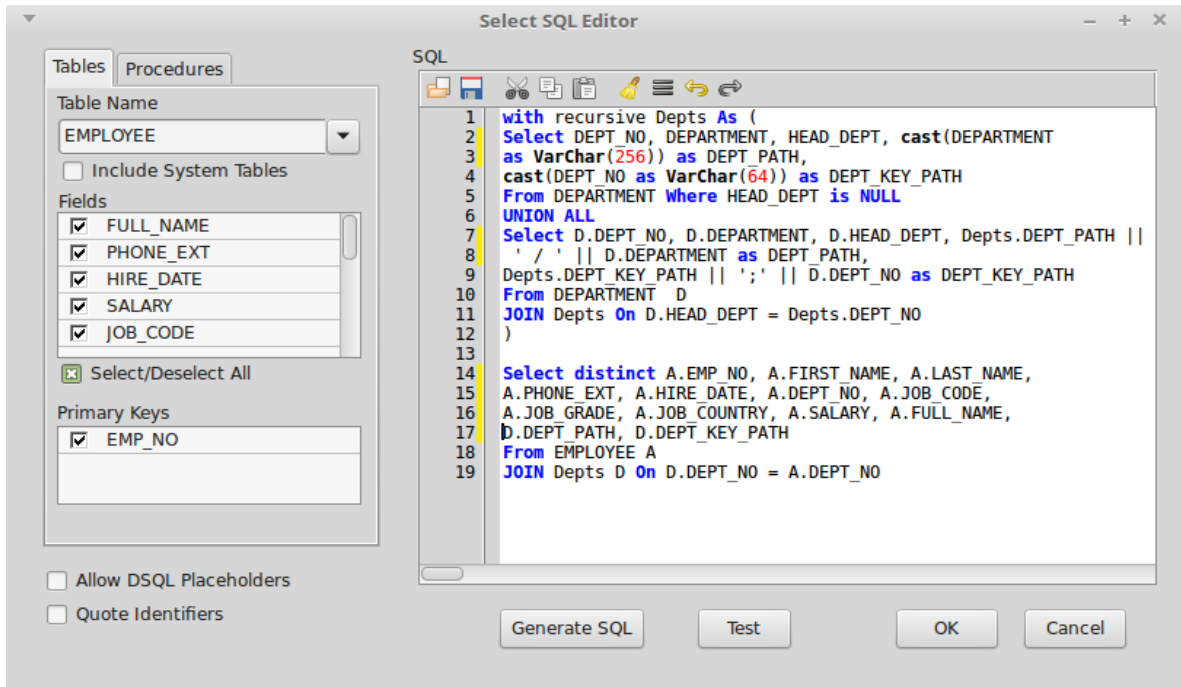 Select SQL Editor
Tables Procedures
Table Name
EMPLOYEE
Include System Tables
Fields
FULL_NAME
PHONE_EXT
HIRE_DATE
SALARY
JOB_CODE
Select/Deselect All
Primary Keys
EMP_NO
Allow DSQL Placeholders
Quote Identifiers
SQL
1 with recursive Depts As (
2 Select DEPT_NO, DEPARTMENT, HEAD_DEPT, cast(DEPARTMENT
3 as VarChar(256)) as DEPT_PATH,
4 cast(DEPT_NO as VarChar(64)) as DEPT_KEY_PATH
5 From DEPARTMENT Where HEAD_DEPT is NULL
6 UNION ALL
7 Select D.DEPT_NO, D.DEPARTMENT, D.HEAD_DEPT, Depts.DEPT_PATH ||
8 ' / ' || D.DEPARTMENT as DEPT_PATH,
9 Depts.DEPT_KEY_PATH || ';' || D.DEPT_NO as DEPT_KEY_PATH
10 From DEPARTMENT  D
11 JOIN Depts On D.HEAD_DEPT = Depts.DEPT_NO
12 )
13
14 Select distinct A.EMP_NO, A.FIRST_NAME, A.LAST_NAME,
15 A.PHONE_EXT, A.HIRE_DATE, A.DEPT_NO, A.JOB_CODE,
16 A.JOB_GRADE, A.JOB_COUNTRY, A.SALARY, A.FULL_NAME,
17 D.DEPT_PATH, D.DEPT_KEY_PATH
18 From EMPLOYEE A
19 JOIN Depts D On D.DEPT_NO = A.DEPT_NO
Generate SQL Test OK Cancel